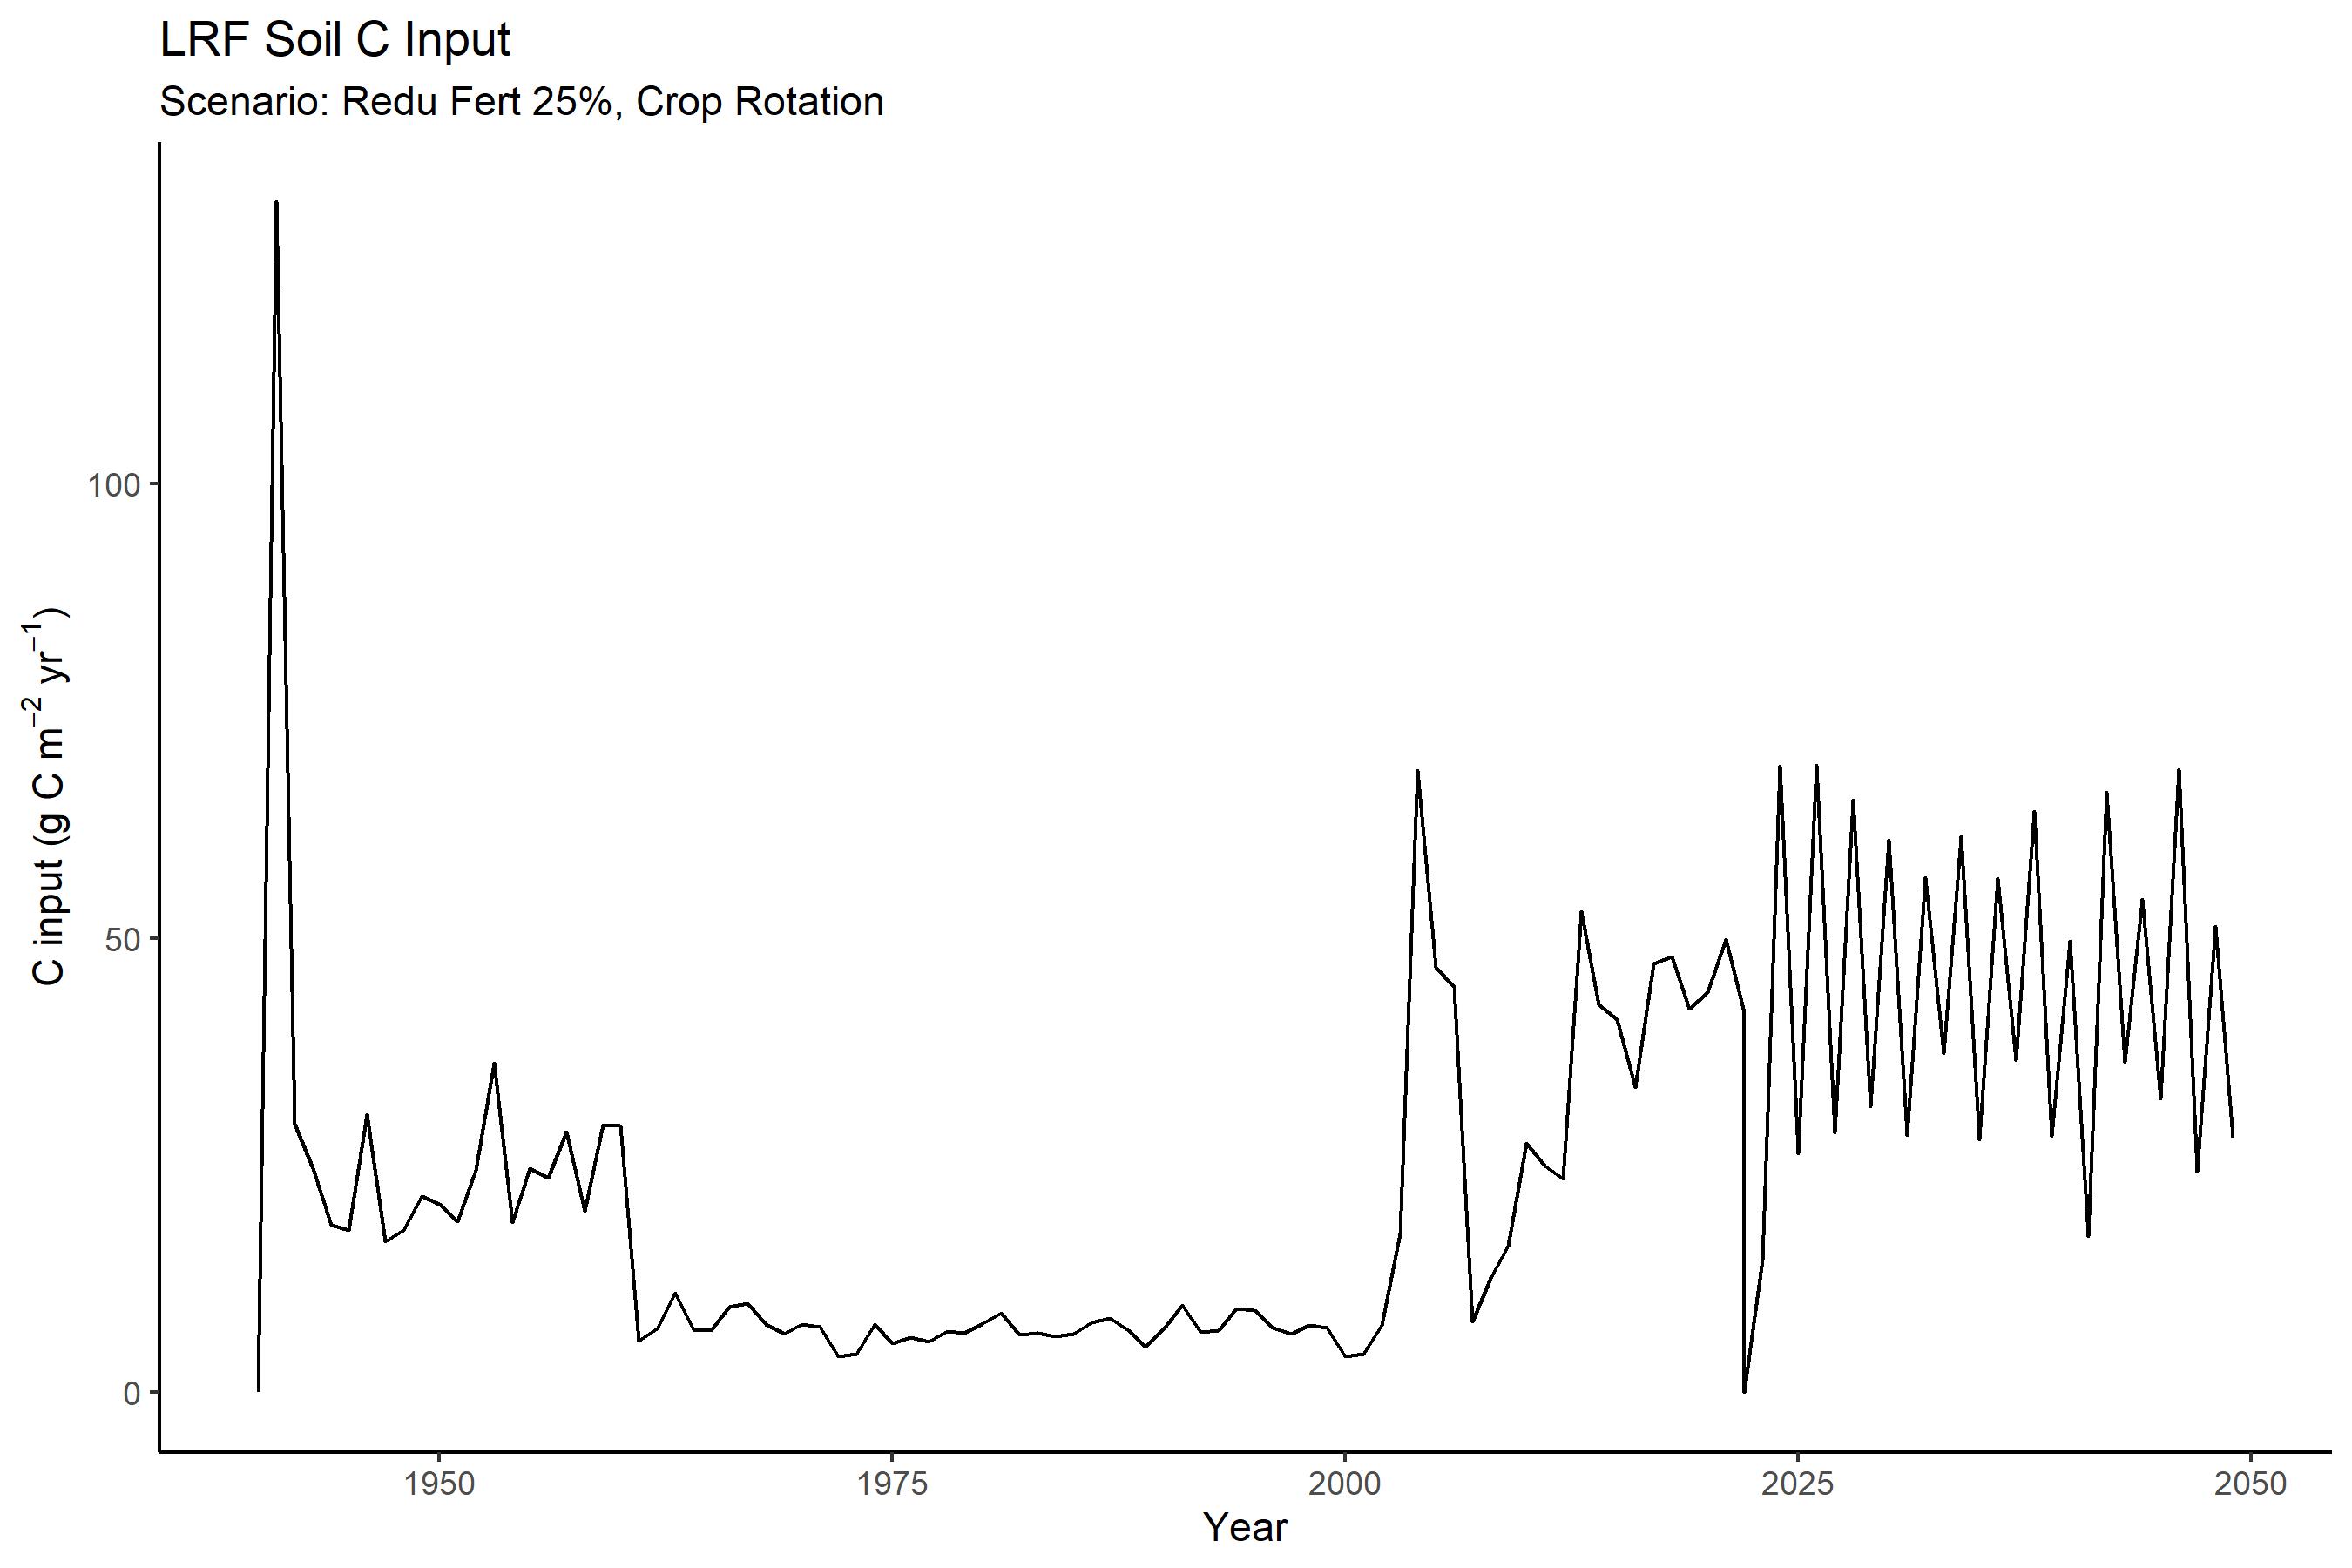 LRF Soil C Input
Scenario: Redu Fert 25%, Crop Rotation
C input (g C m⁻² yr⁻¹)
100
50
0
1950 1975 2000 2025 2050
Year